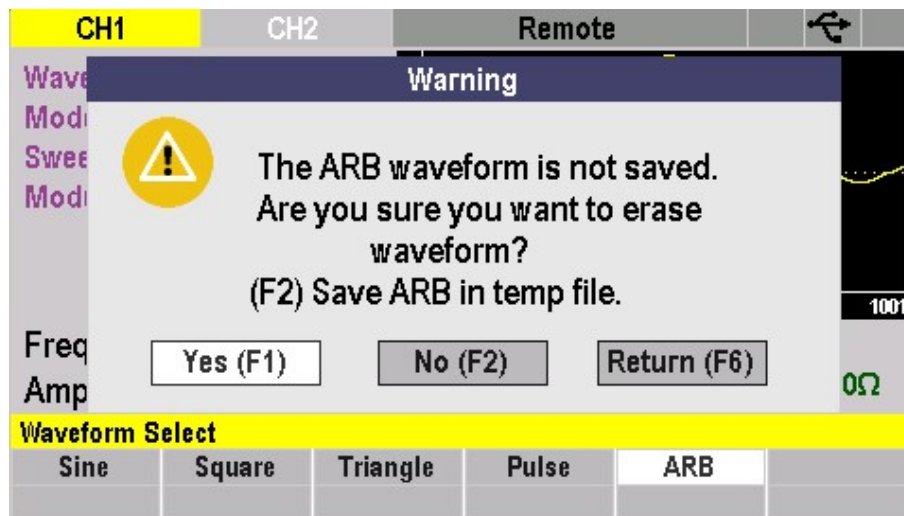 CH1 CH2 Remote
Warning
The ARB waveform is not saved.
Are you sure you want to erase
waveform?
(F2) Save ARB in temp file.
1001
Yes (F1) No (F2) Return (F6)
0Ω
Waveform Select
Sine Square Triangle Pulse ARB